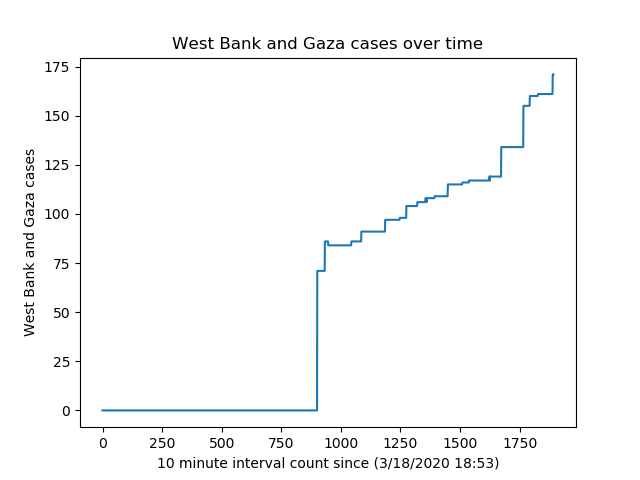 West Bank and Gaza cases over time
175
150
125
100
75
50
25
0
West Bank and Gaza cases
0 250 500 750 1000 1250 1500 1750
10 minute interval count since (3/18/2020 18:53)